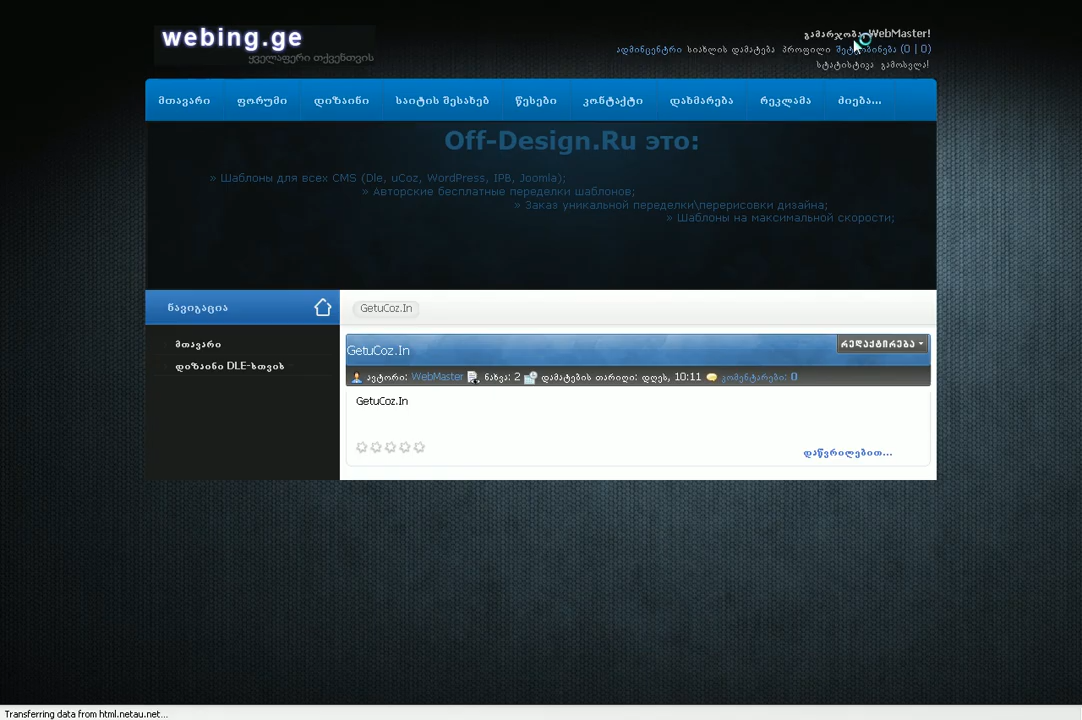 webing.ge
ყველაფერი თქვენთვის
WebMaster!
ადმინცენტრი სიახლის დამატება პროფილი (0 | 0)
სტატისტიკა გამოსვლა!
მთავარი ფორუმი დიზაინი საიტის შესახებ წესები კონტაქტი დახმარება რეკლამა ძიება...
Off-Design.Ru это:
» Шаблоны для всех CMS (Dle, uCoz, WordPress, IPB, Joomla);
» Авторские бесплатные переделки шаблонов;
» Заказ уникальной переделки\перерисовки дизайна;
» Шаблоны на максимальной скорости;
ნავიგაცია
GetuCoz.In
მთავარი
დიზაინი DLE-სთვის
GetuCoz.In
რედაქტირება
ავტორი: WebMaster ნახვა: 2 დამატების თარიღი: დღეს, 10:11 კომენტარები: 0
GetuCoz.In
დაწვრილებით...
Transferring data from html.netau.net...